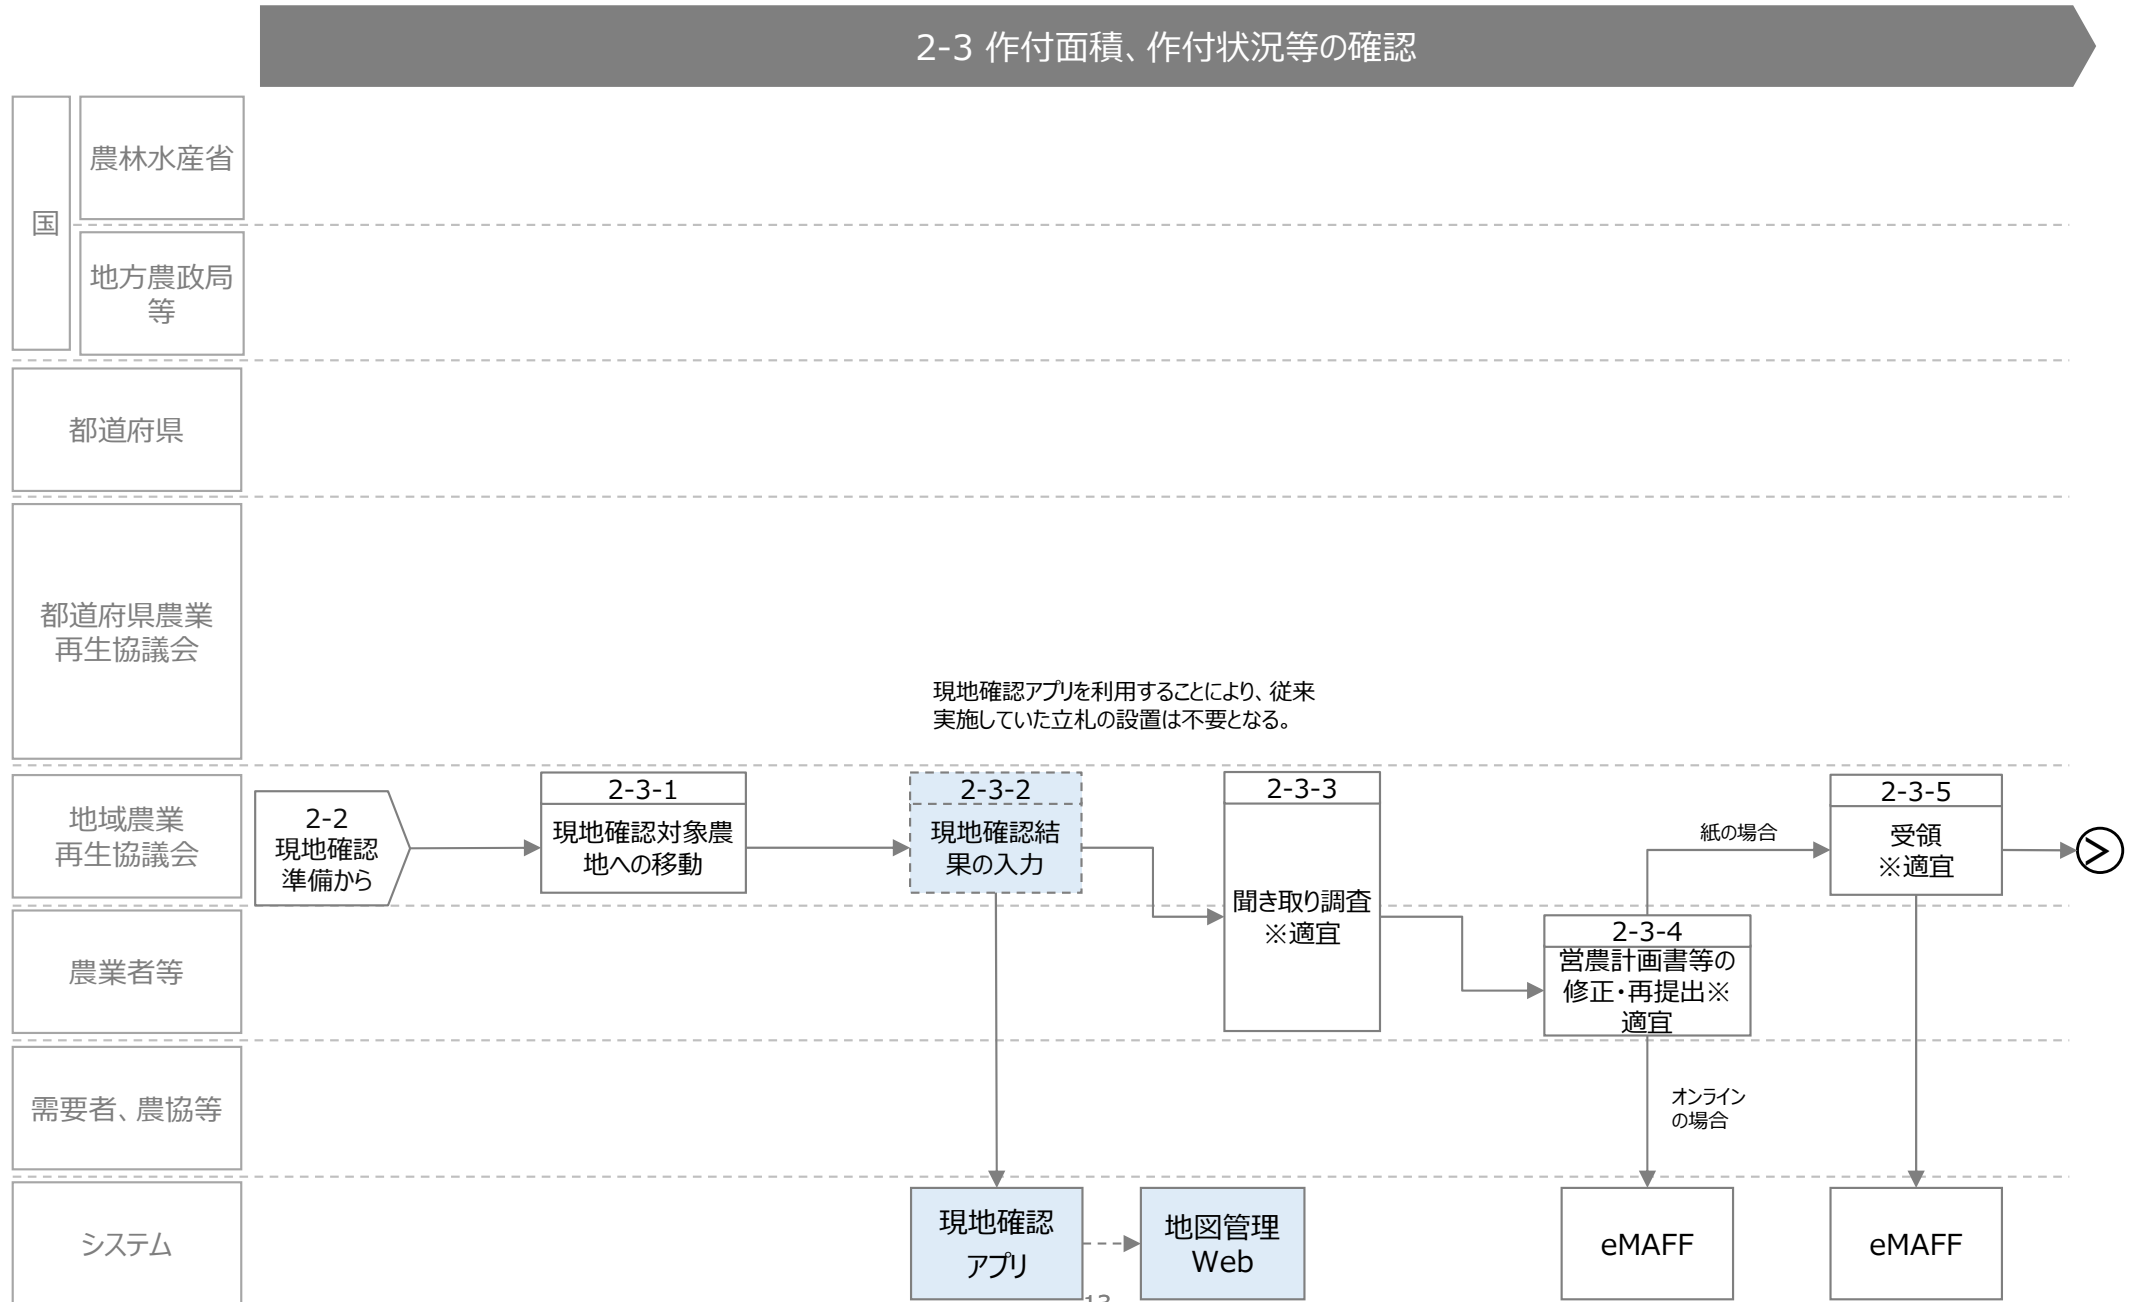 2-3 作付面積、作付状況等の確認
国
農林水産省
地方農政局
等
都道府県
都道府県農業
再生協議会
現地確認アプリを利用することにより、従来
実施していた立札の設置は不要となる。
地域農業
再生協議会
2-2
現地確認
準備から
2-3-1
現地確認対象農
地への移動
2-3-2
現地確認結
果の入力
2-3-3
聞き取り調査
※適宜
紙の場合
2-3-5
受領
※適宜
>
農業者等
2-3-4
営農計画書等の
修正・再提出※
適宜
需要者、農協等
オンライン
の場合
システム
現地確認
アプリ
地図管理
Web
eMAFF
eMAFF
13